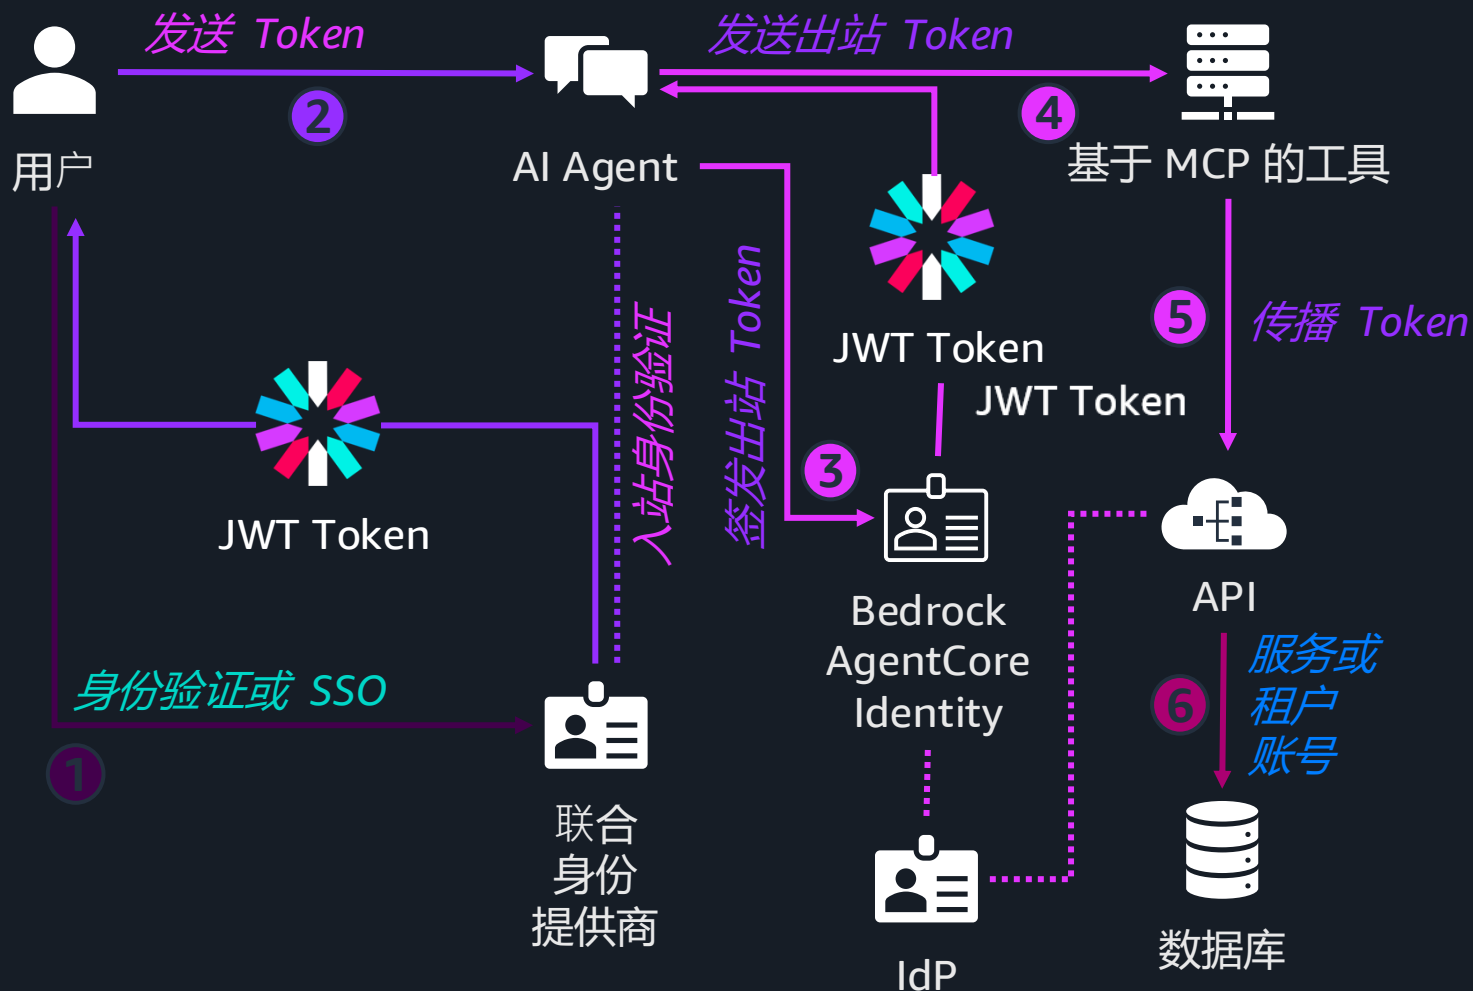 发送 Token
发送出站 Token
2
4
用户
AI Agent
基于 MCP 的工具
入站身份验证
签发出站 Token
JWT Token
JWT Token
5
传播 Token
3
JWT Token
Bedrock
AgentCore
Identity
API
身份验证或 SSO
1
6
服务或
租户
账号
联合
身份
提供商
IdP
数据库